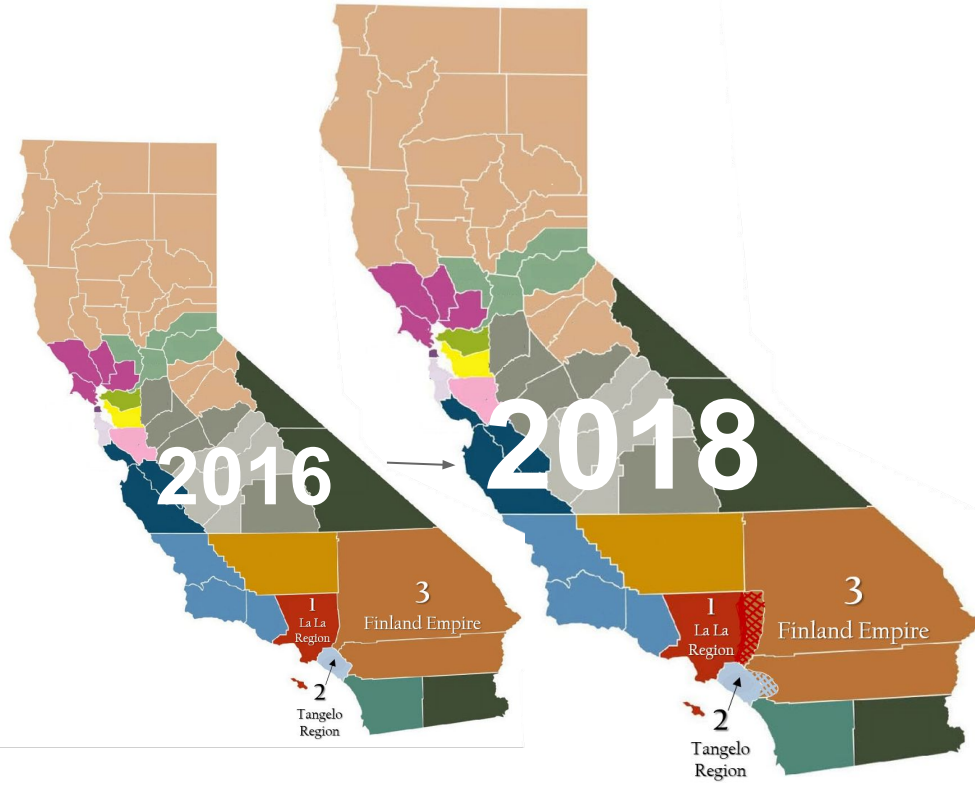 2016
1
La La
Region
3
Finland Empire
2
Tangelo
Region
2018
1
La La
Region
3
Finland Empire
2
Tangelo
Region